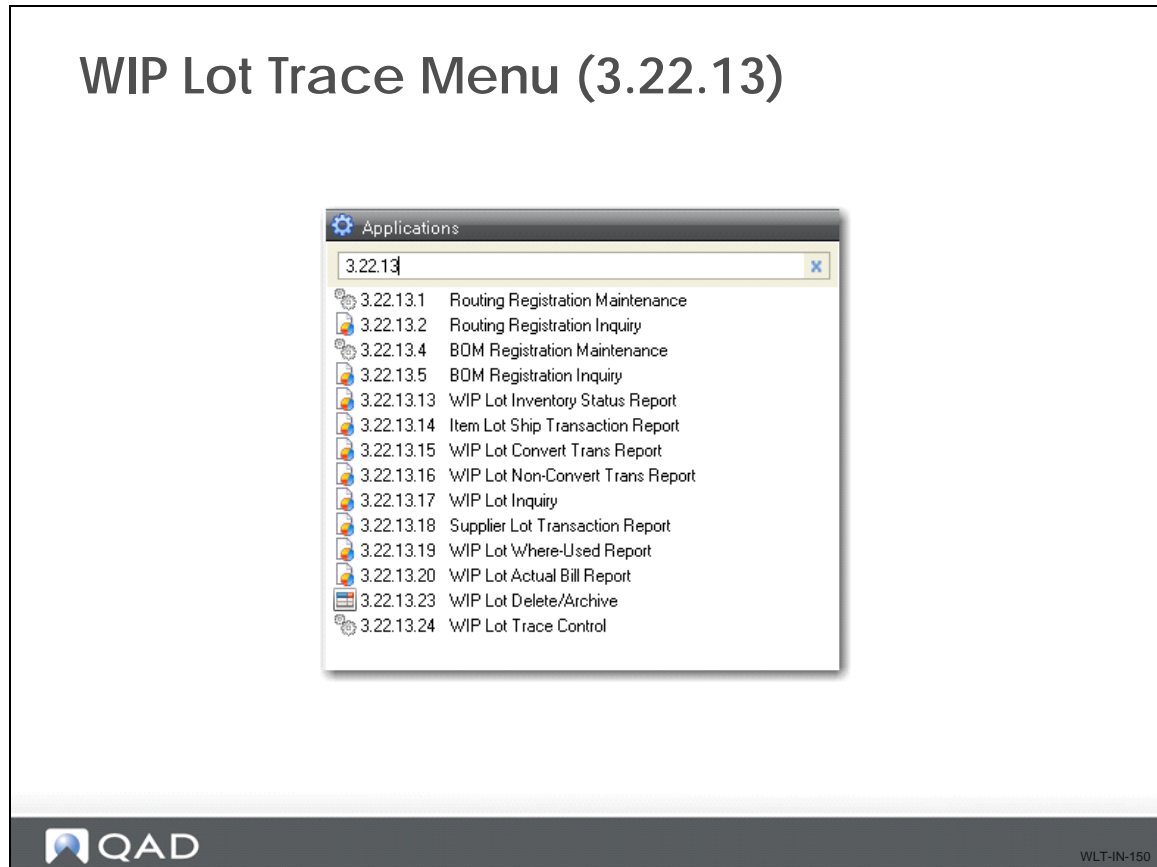 WIP Lot Trace Menu (3.22.13)
Applications
3.22.13
3.22.13.1 Routing Registration Maintenance
3.22.13.2 Routing Registration Inquiry
3.22.13.4 BOM Registration Maintenance
3.22.13.5 BOM Registration Inquiry
3.22.13.13 WIP Lot Inventory Status Report
3.22.13.14 Item Lot Ship Transaction Report
3.22.13.15 WIP Lot Convert Trans Report
3.22.13.16 WIP Lot Non-Convert Trans Report
3.22.13.17 WIP Lot Inquiry
3.22.13.18 Supplier Lot Transaction Report
3.22.13.19 WIP Lot Where-Used Report
3.22.13.20 WIP Lot Actual Bill Report
3.22.13.23 WIP Lot Delete/Archive
3.22.13.24 WIP Lot Trace Control
QAD
WLT-IN-150